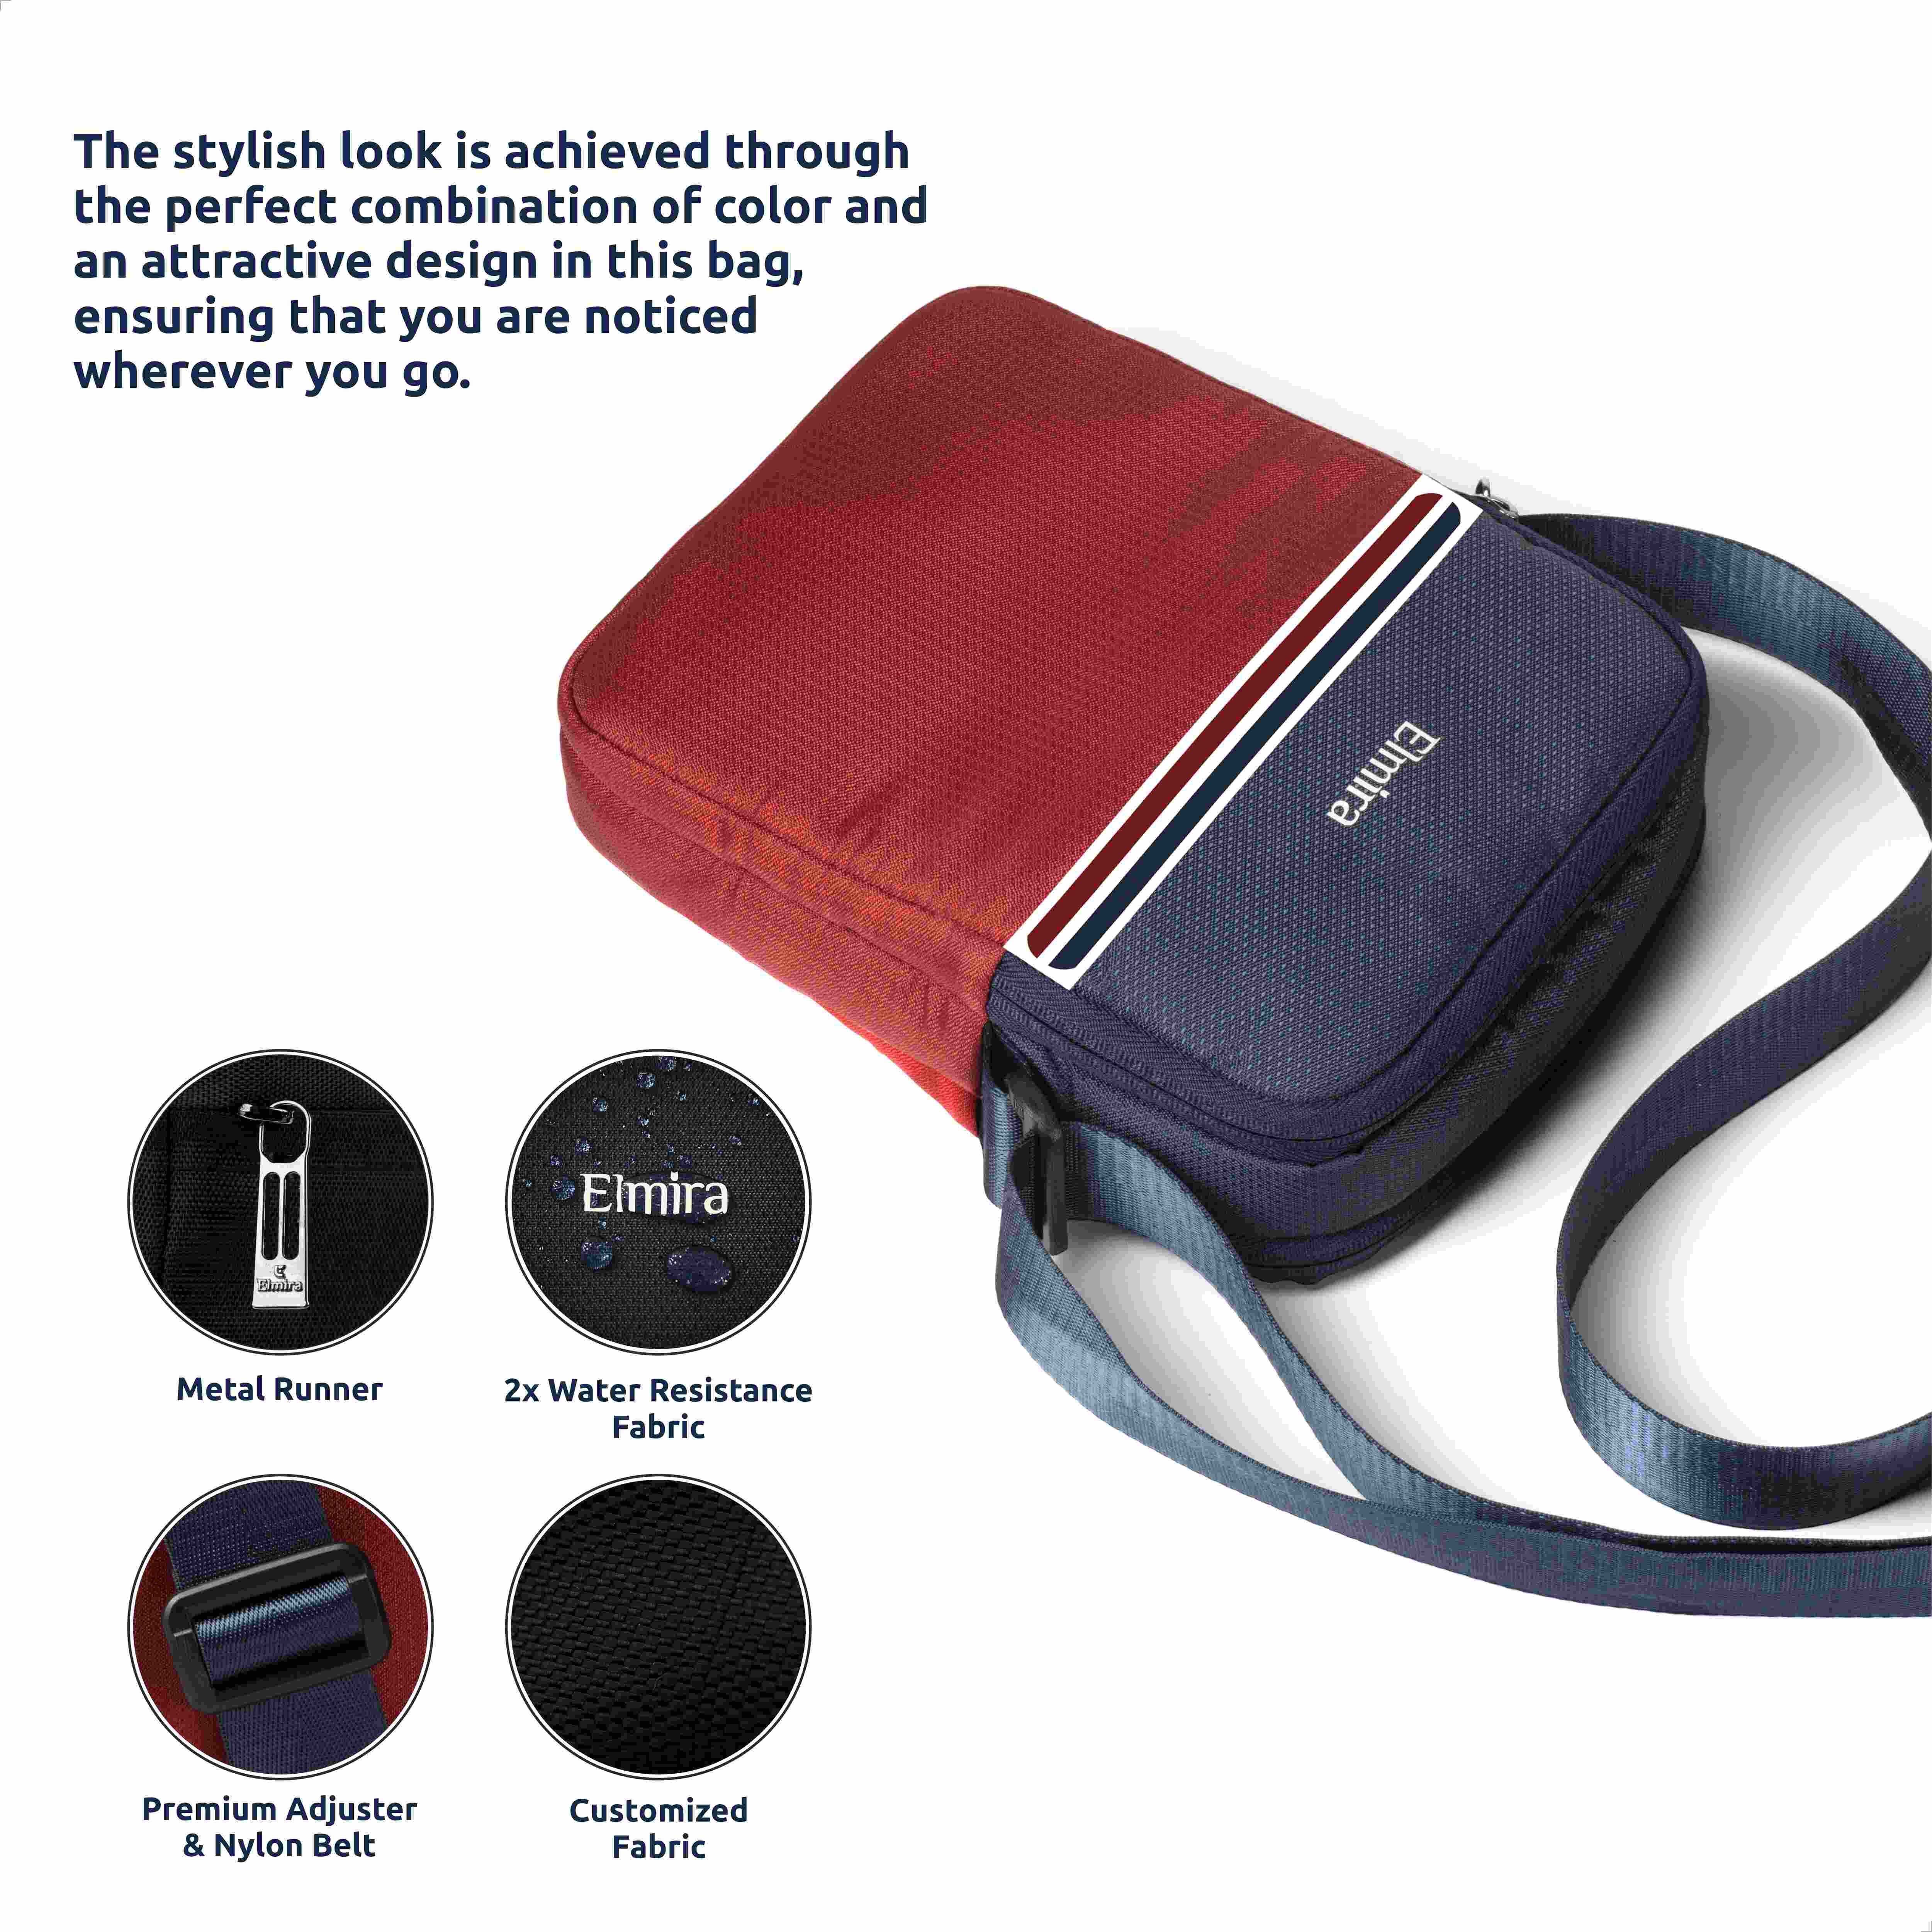 The stylish look is achieved through
the perfect combination of color and
an attractive design in this bag,
ensuring that you are noticed
wherever you go.
Elmira
Elmira
Elmira
Metal Runner
2x Water Resistance
Fabric
Premium Adjuster
& Nylon Belt
Customized
Fabric